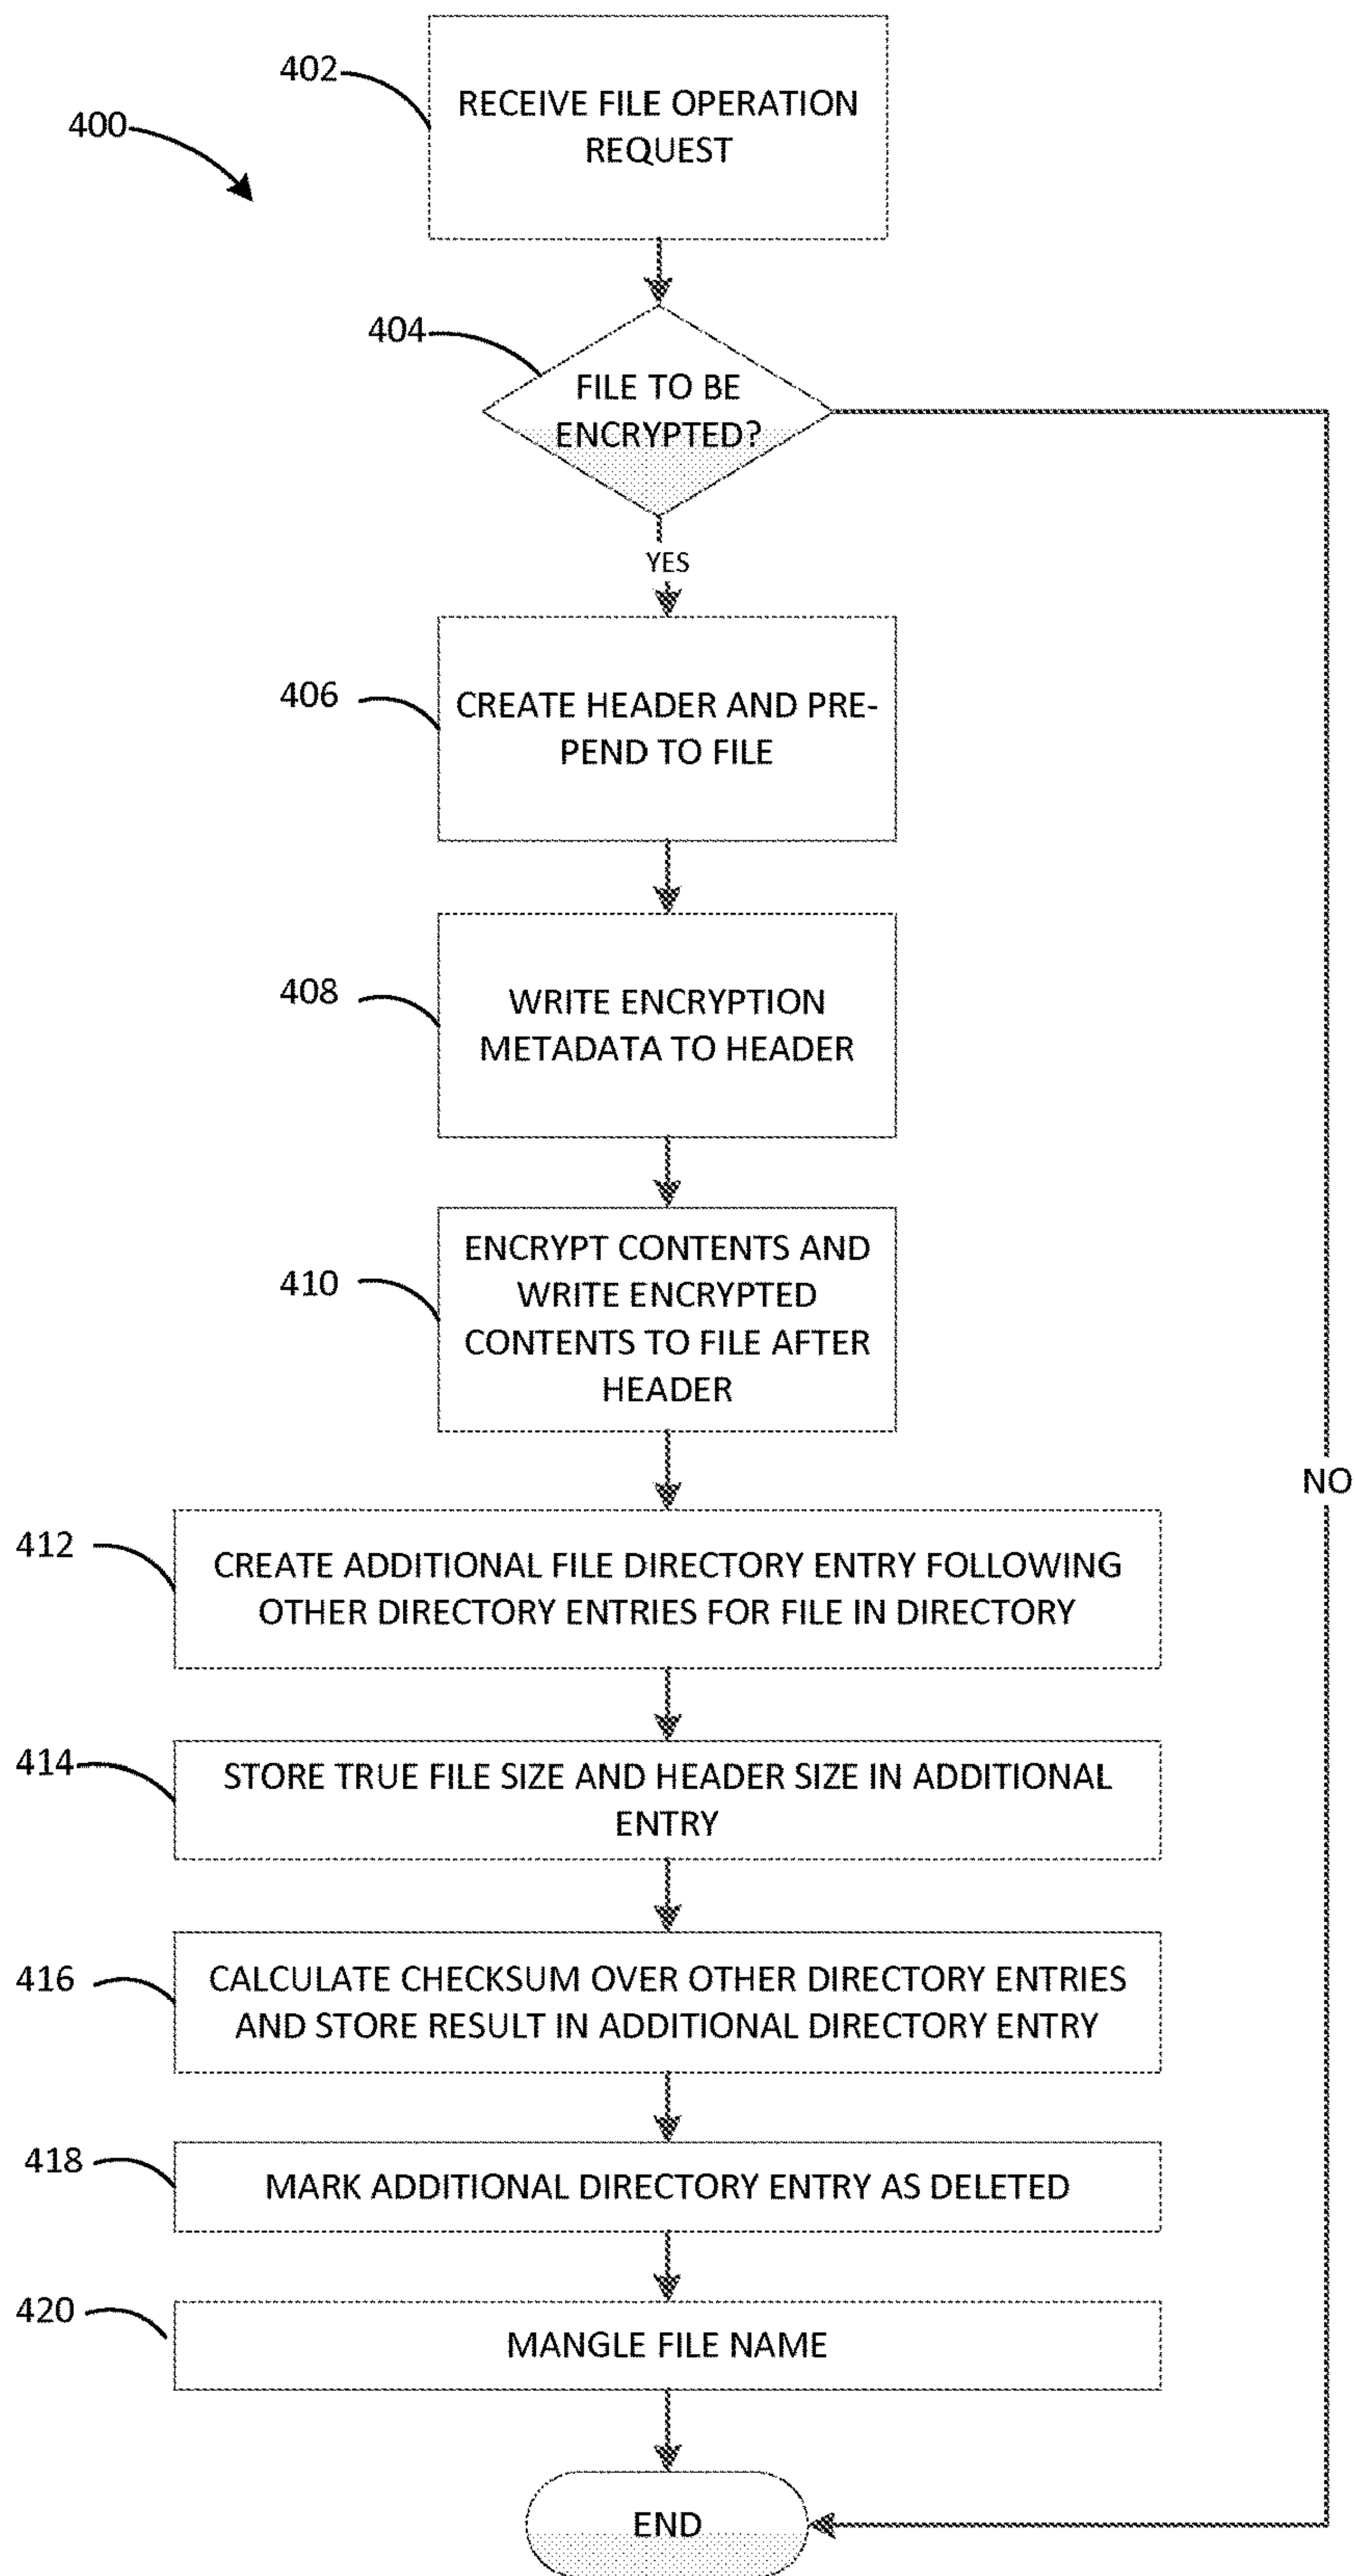 402
RECEIVE FILE OPERATION
REQUEST
400
404
FILE TO BE
ENCRYPTED?
YES
406
CREATE HEADER AND PRE-
PEND TO FILE
408
WRITE ENCRYPTION
METADATA TO HEADER
410
ENCRYPT CONTENTS AND
WRITE ENCRYPTED
CONTENTS TO FILE AFTER
HEADER
NO
412
CREATE ADDITIONAL FILE DIRECTORY ENTRY FOLLOWING
OTHER DIRECTORY ENTRIES FOR FILE IN DIRECTORY
414
STORE TRUE FILE SIZE AND HEADER SIZE IN ADDITIONAL
ENTRY
416
CALCULATE CHECKSUM OVER OTHER DIRECTORY ENTRIES
AND STORE RESULT IN ADDITIONAL DIRECTORY ENTRY
418
MARK ADDITIONAL DIRECTORY ENTRY AS DELETED
420
MANGLE FILE NAME
END